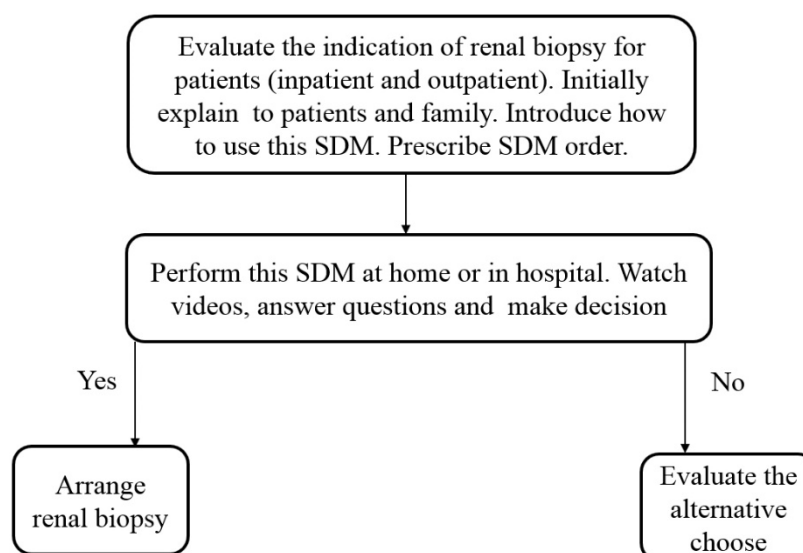 Evaluate the indication of renal biopsy for
patients (inpatient and outpatient). Initially
explain to patients and family. Introduce how
to use this SDM. Prescribe SDM order.
Perform this SDM at home or in hospital. Watch
videos, answer questions and make decision
Yes
No
Arrange
renal biopsy
Evaluate the
alternative
choose